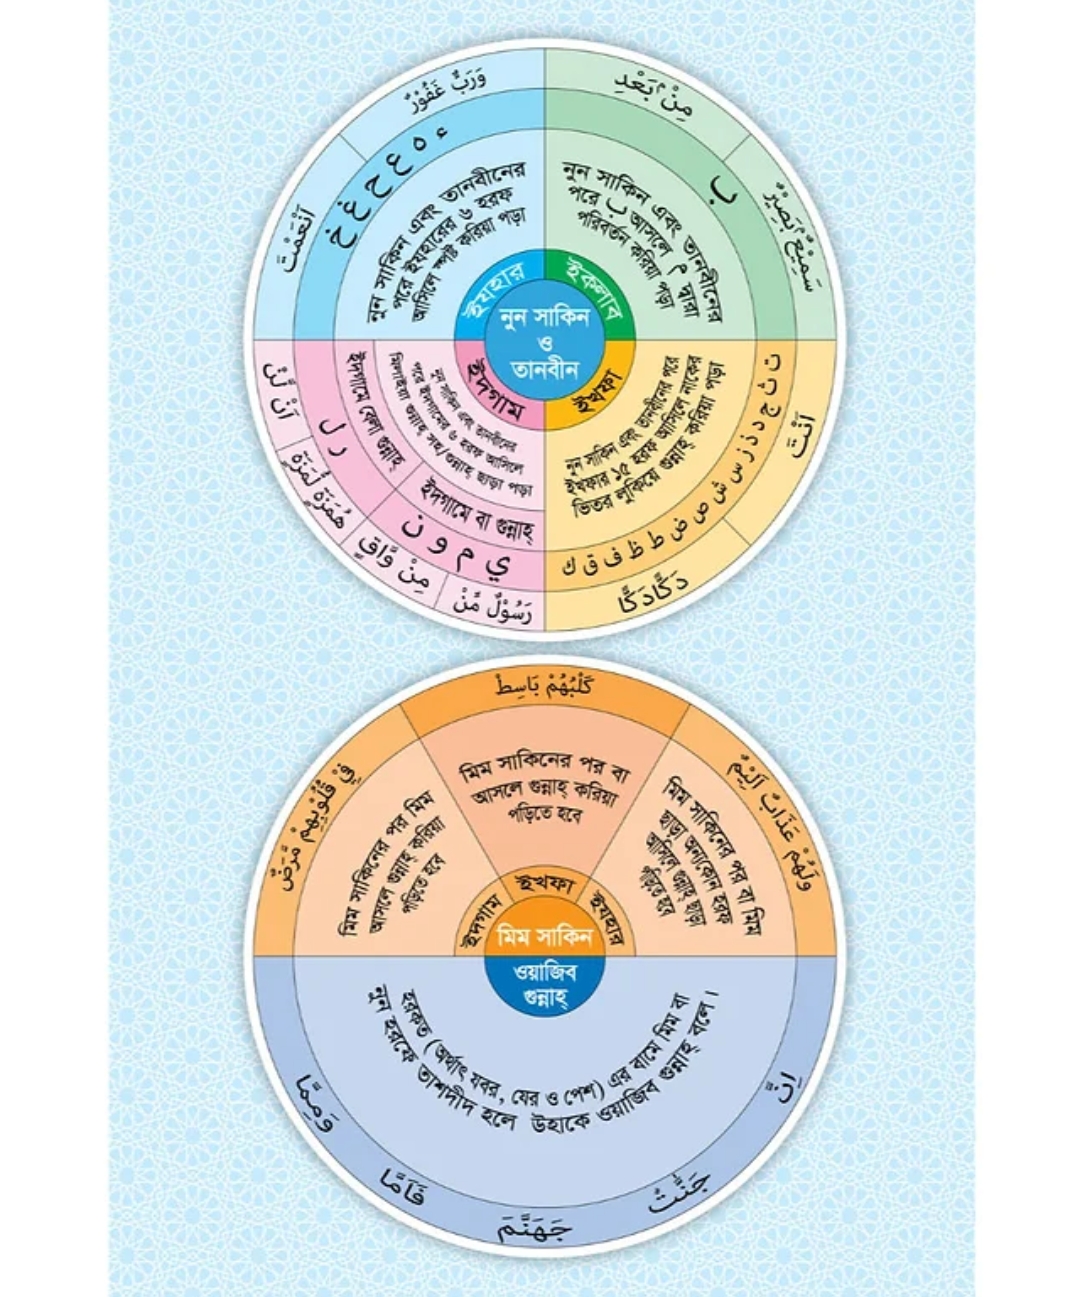 وَرَبٌّ غَفُوْرٌ
اَنْعَمْتَ
ء ه ع ح غ خ
নুন সাকিন এবং তানবীনের
পরে ইযহারের ৬ হরফ
আসিলে স্পষ্ট করিয়া পড়া
ইযহার
مِنْۢ بَعْدِ
سَمِيْعٌۢ بَصِيْرٌ
ب
নুন সাকিন এবং তানবীনের
পরে ب আসলে م দ্বারা
পরিবর্তন করিয়া পড়া
ইকলাব
নুন সাকিন
ও
তানবীন
ইদগাম
নুন সাকিন এবং তানবীনের
পরে ইদগামের ৬ হরফ আসিলে
মিলাইয়া গুন্নাহ্ সহ/গুন্নাহ্ ছাড়া পড়া
ইদগামে বেলা গুন্নাহ্
ر ل
اَنْ لَّنْ
هُمَزَةٍ لُّمَزَةٍ
ইদগামে বা গুন্নাহ্
ي م و ن
مِنْ وَّاقٍ
رَسُوْلٌ مِّنْ
ইখফা
নুন সাকিন এবং তানবীনের পরে
ইখফার ১৫ হরফ আসিলে নাকের
ভিতর লুকিয়ে গুন্নাহ্ করিয়া পড়া
ت ث ج د ذ ز س ش ص ض ط ظ ف ق ك
اَنْتَ
دَكًّادَكًّا
كَلْبُهُمْ بَاسِطٌ
মিম সাকিনের পর বা
আসলে গুন্নাহ্ করিয়া
পড়িতে হবে
ইখফা
فِيْ قُلُوْبِهِمْ مَّرَضٌ
মিম সাকিনের পর মিম
আসলে গুন্নাহ্ করিয়া
পড়িতে হবে
ইদগাম
وَلَهُمْ عَذَابٌ اَلِيْمٌ
মিম সাকিনের পর বা মিম
ছাড়া অন্যকোন হরফ
আসিলে গুন্নাহ্ ছাড়া
পড়িতে হবে
ইযহার
মিম সাকিন
ওয়াজিব
গুন্নাহ্
হরকত (অর্থাৎ যবর, যের ও পেশ) এর বামে মিম বা
নুন হরফে তাশদীদ হলে উহাকে ওয়াজিব গুন্নাহ্ বলে।
وَمِمَّا
فَاَمَّا
جَهَنَّمَ
جَنّٰتٌ
اِنَّ